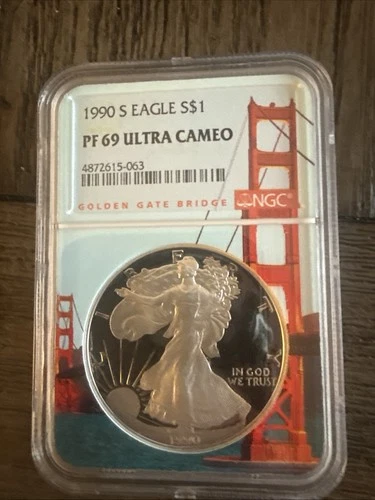 1990 S EAGLE S$1
PF 69 ULTRA CAMEO
4872615-063
GOLDEN GATE BRIDGE NGC
IN GOD
WE TRUST
1990